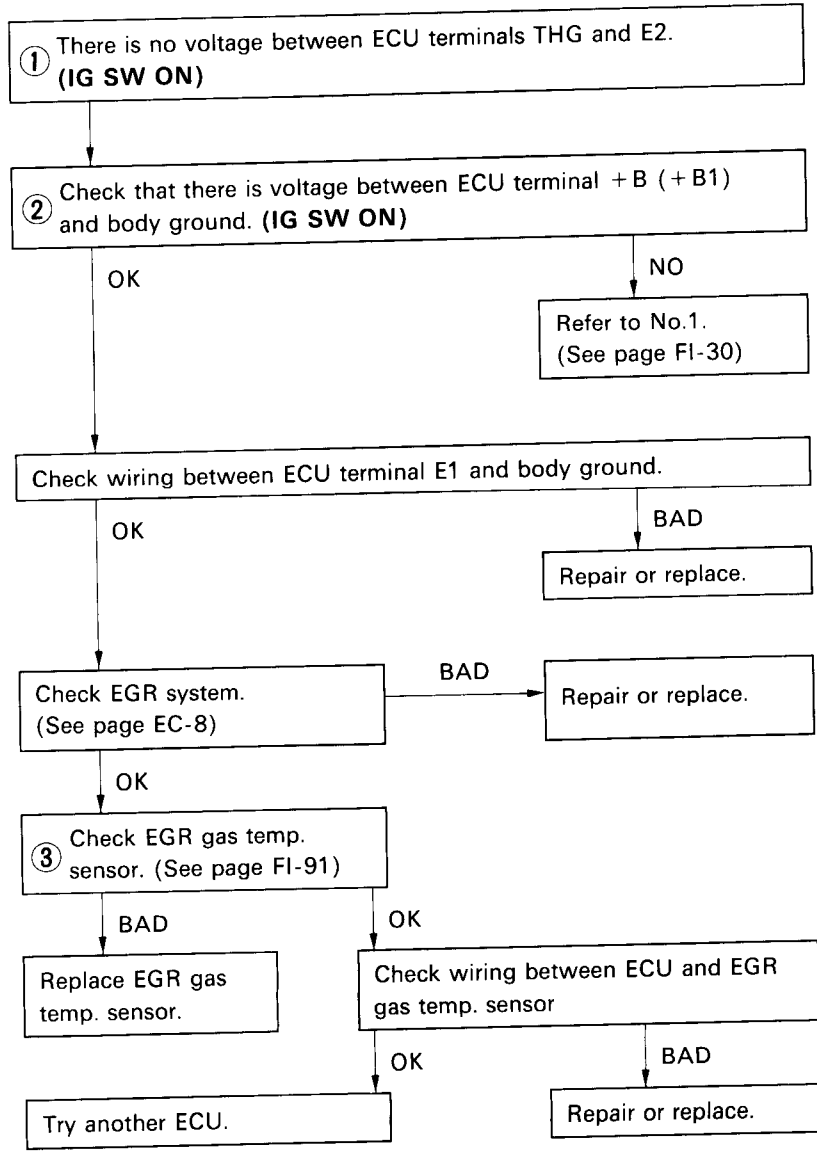 ① There is no voltage between ECU terminals THG and E2.
(IG SW ON)
② Check that there is voltage between ECU terminal +B (+B1)
and body ground. (IG SW ON)
OK
NO
Refer to No.1.
(See page FI-30)
Check wiring between ECU terminal E1 and body ground.
OK
BAD
Repair or replace.
Check EGR system.
(See page EC-8)
BAD
Repair or replace.
OK
③ Check EGR gas temp.
sensor. (See page FI-91)
BAD
OK
Replace EGR gas
temp. sensor.
Check wiring between ECU and EGR
gas temp. sensor
OK
BAD
Try another ECU.
Repair or replace.